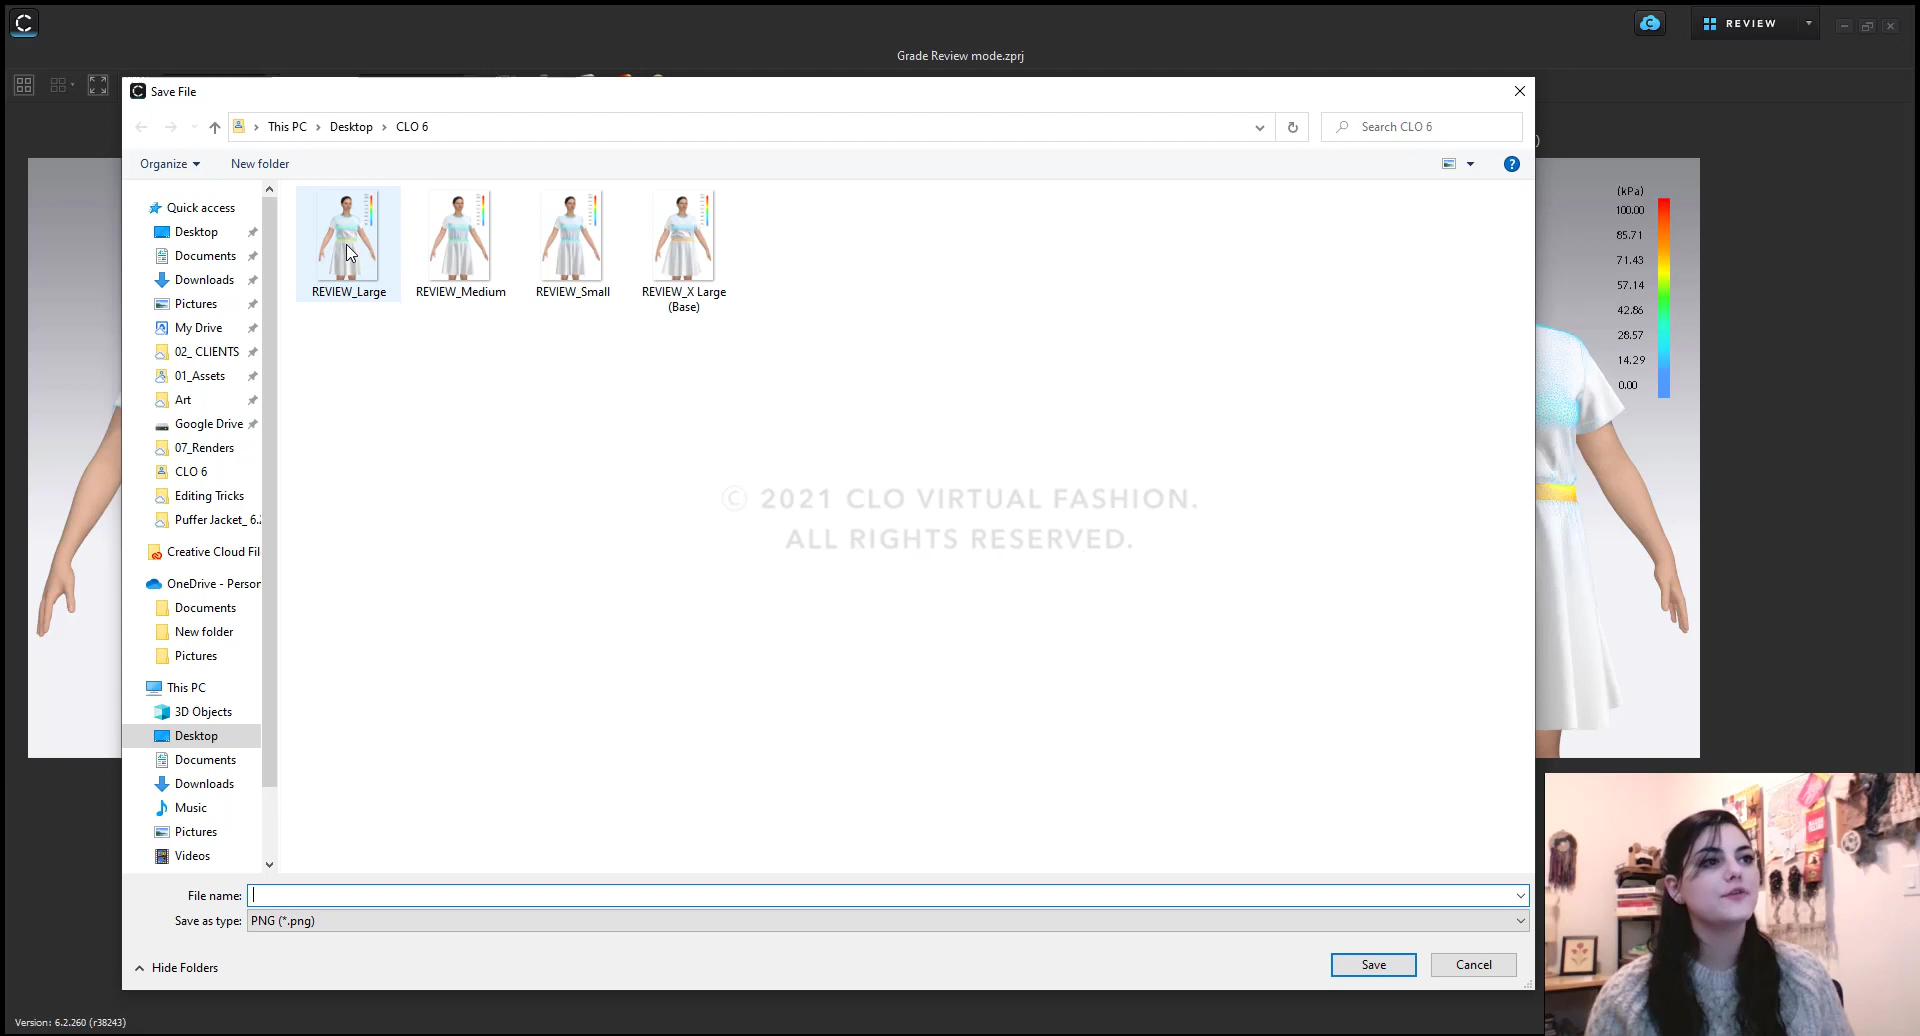 REVIEW
Grade Review mode.zprj
Save File
This PC
Desktop
CLO 6
Search CLO 6
Organize
New folder
Quick access
Desktop
Documents
Downloads
Pictures
My Drive
02_ CLIENTS
01_Assets
Art
Google Drive
07_Renders
CLO 6
Editing Tricks
Puffer Jacket_ 6.2
Creative Cloud Fil
OneDrive - Person
Documents
New folder
Pictures
This PC
3D Objects
Desktop
Documents
Downloads
Music
Pictures
Videos
REVIEW_Large
REVIEW_Medium
REVIEW_Small
REVIEW_X Large
(Base)
(kPa)
100.00
85.71
71.43
57.14
42.86
28.57
14.29
0.00
© 2021 CLO VIRTUAL FASHION.
ALL RIGHTS RESERVED.
File name:
Save as type: PNG (*.png)
Hide Folders
Save
Cancel
Version: 6.2.260 (r38243)